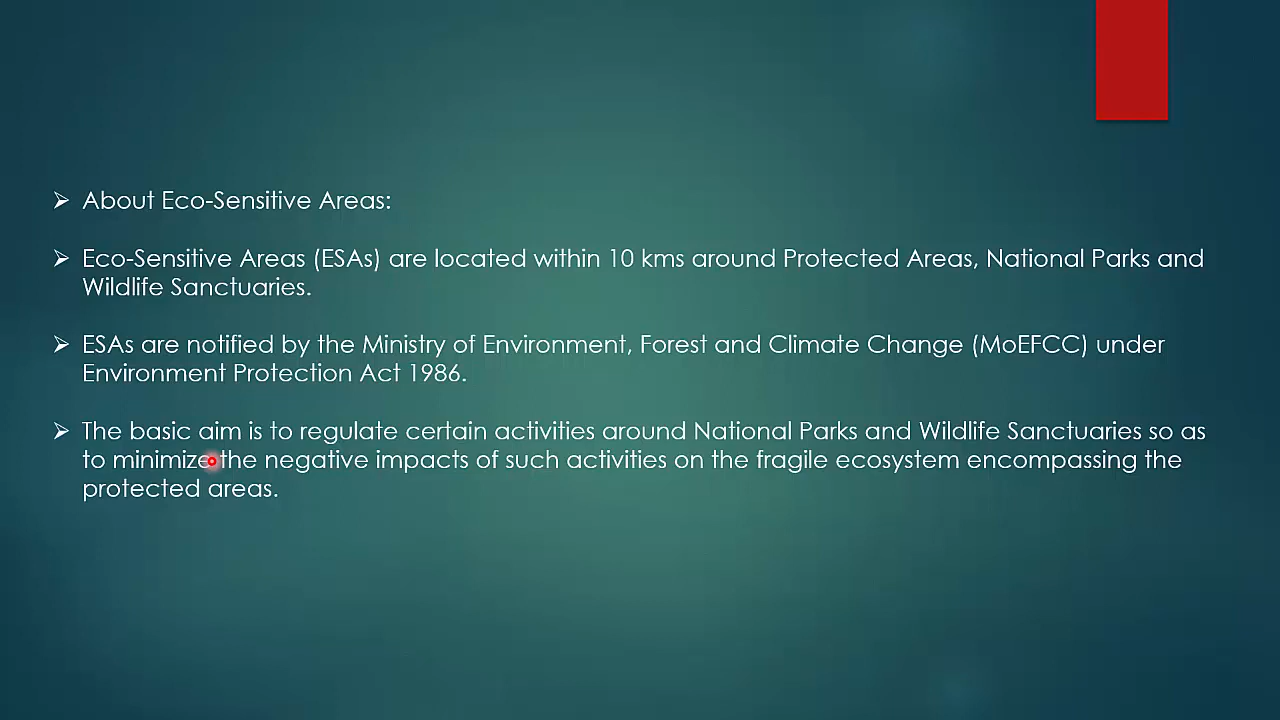 About Eco-Sensitive Areas:
Eco-Sensitive Areas (ESAs) are located within 10 kms around Protected Areas, National Parks and
Wildlife Sanctuaries.
ESAs are notified by the Ministry of Environment, Forest and Climate Change (MoEFCC) under
Environment Protection Act 1986.
The basic aim is to regulate certain activities around National Parks and Wildlife Sanctuaries so as
to minimize the negative impacts of such activities on the fragile ecosystem encompassing the
protected areas.